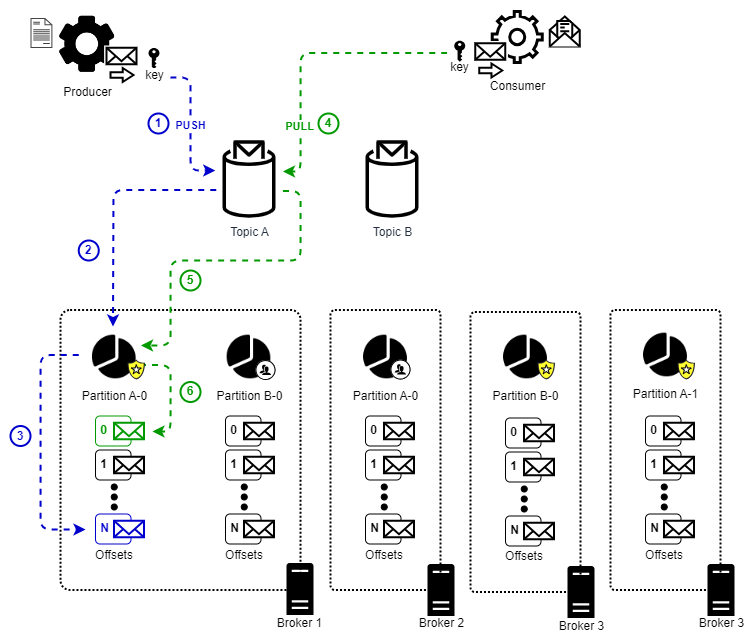 key
key
Producer
Consumer
1
PUSH
PULL
4
Topic A
Topic B
2
5
Partition A-0
Partition B-0
Partition A-0
Partition B-0
Partition A-1
6
3
0
0
0
0
0
1
1
1
1
1
N
N
N
N
N
Offsets
Offsets
Offsets
Offsets
Offsets
Broker 1
Broker 2
Broker 3
Broker 3